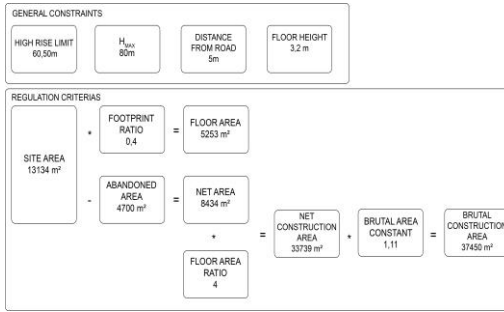 GENERAL CONSTRAINTS
HIGH RISE LIMIT
60,50m
HMAX
80m
DISTANCE
FROM ROAD
5m
FLOOR HEIGHT
3,2 m
REGULATION CRITERIAS
SITE AREA
13134 m²
*
FOOTPRINT
RATIO
0,4
=
FLOOR AREA
5253 m²
-
ABANDONED
AREA
4700 m²
=
NET AREA
8434 m²
*
FLOOR AREA
RATIO
4
=
NET
CONSTRUCTION
AREA
33739 m²
*
BRUTAL AREA
CONSTANT
1,11
=
BRUTAL
CONSTRUCTION
AREA
37450 m²